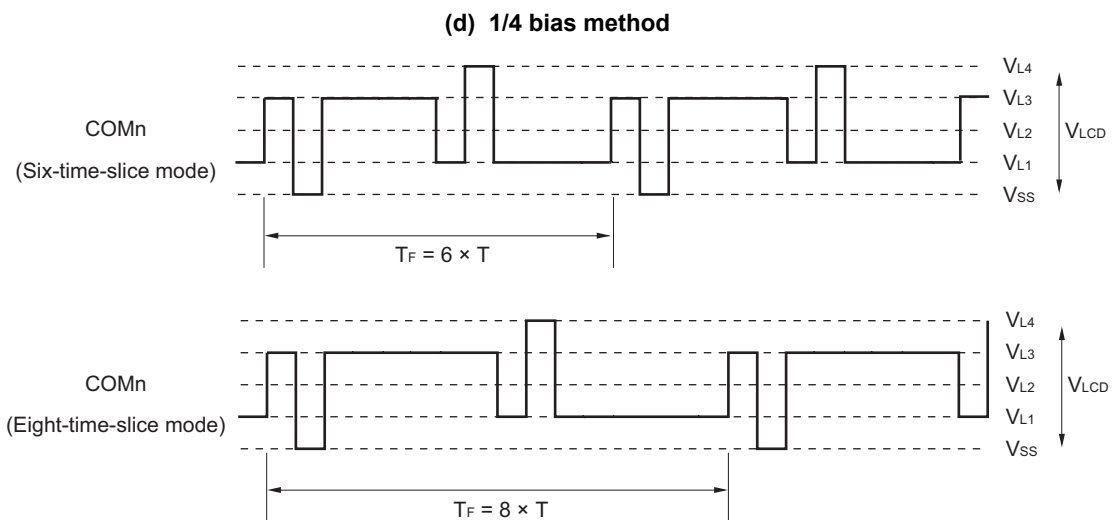 (d) 1/4 bias method
COMn
(Six-time-slice mode)
VL4
VL3
VL2
VL1
VSS
VLCD
TF = 6 × T
COMn
(Eight-time-slice mode)
VL4
VL3
VL2
VL1
VSS
VLCD
TF = 8 × T